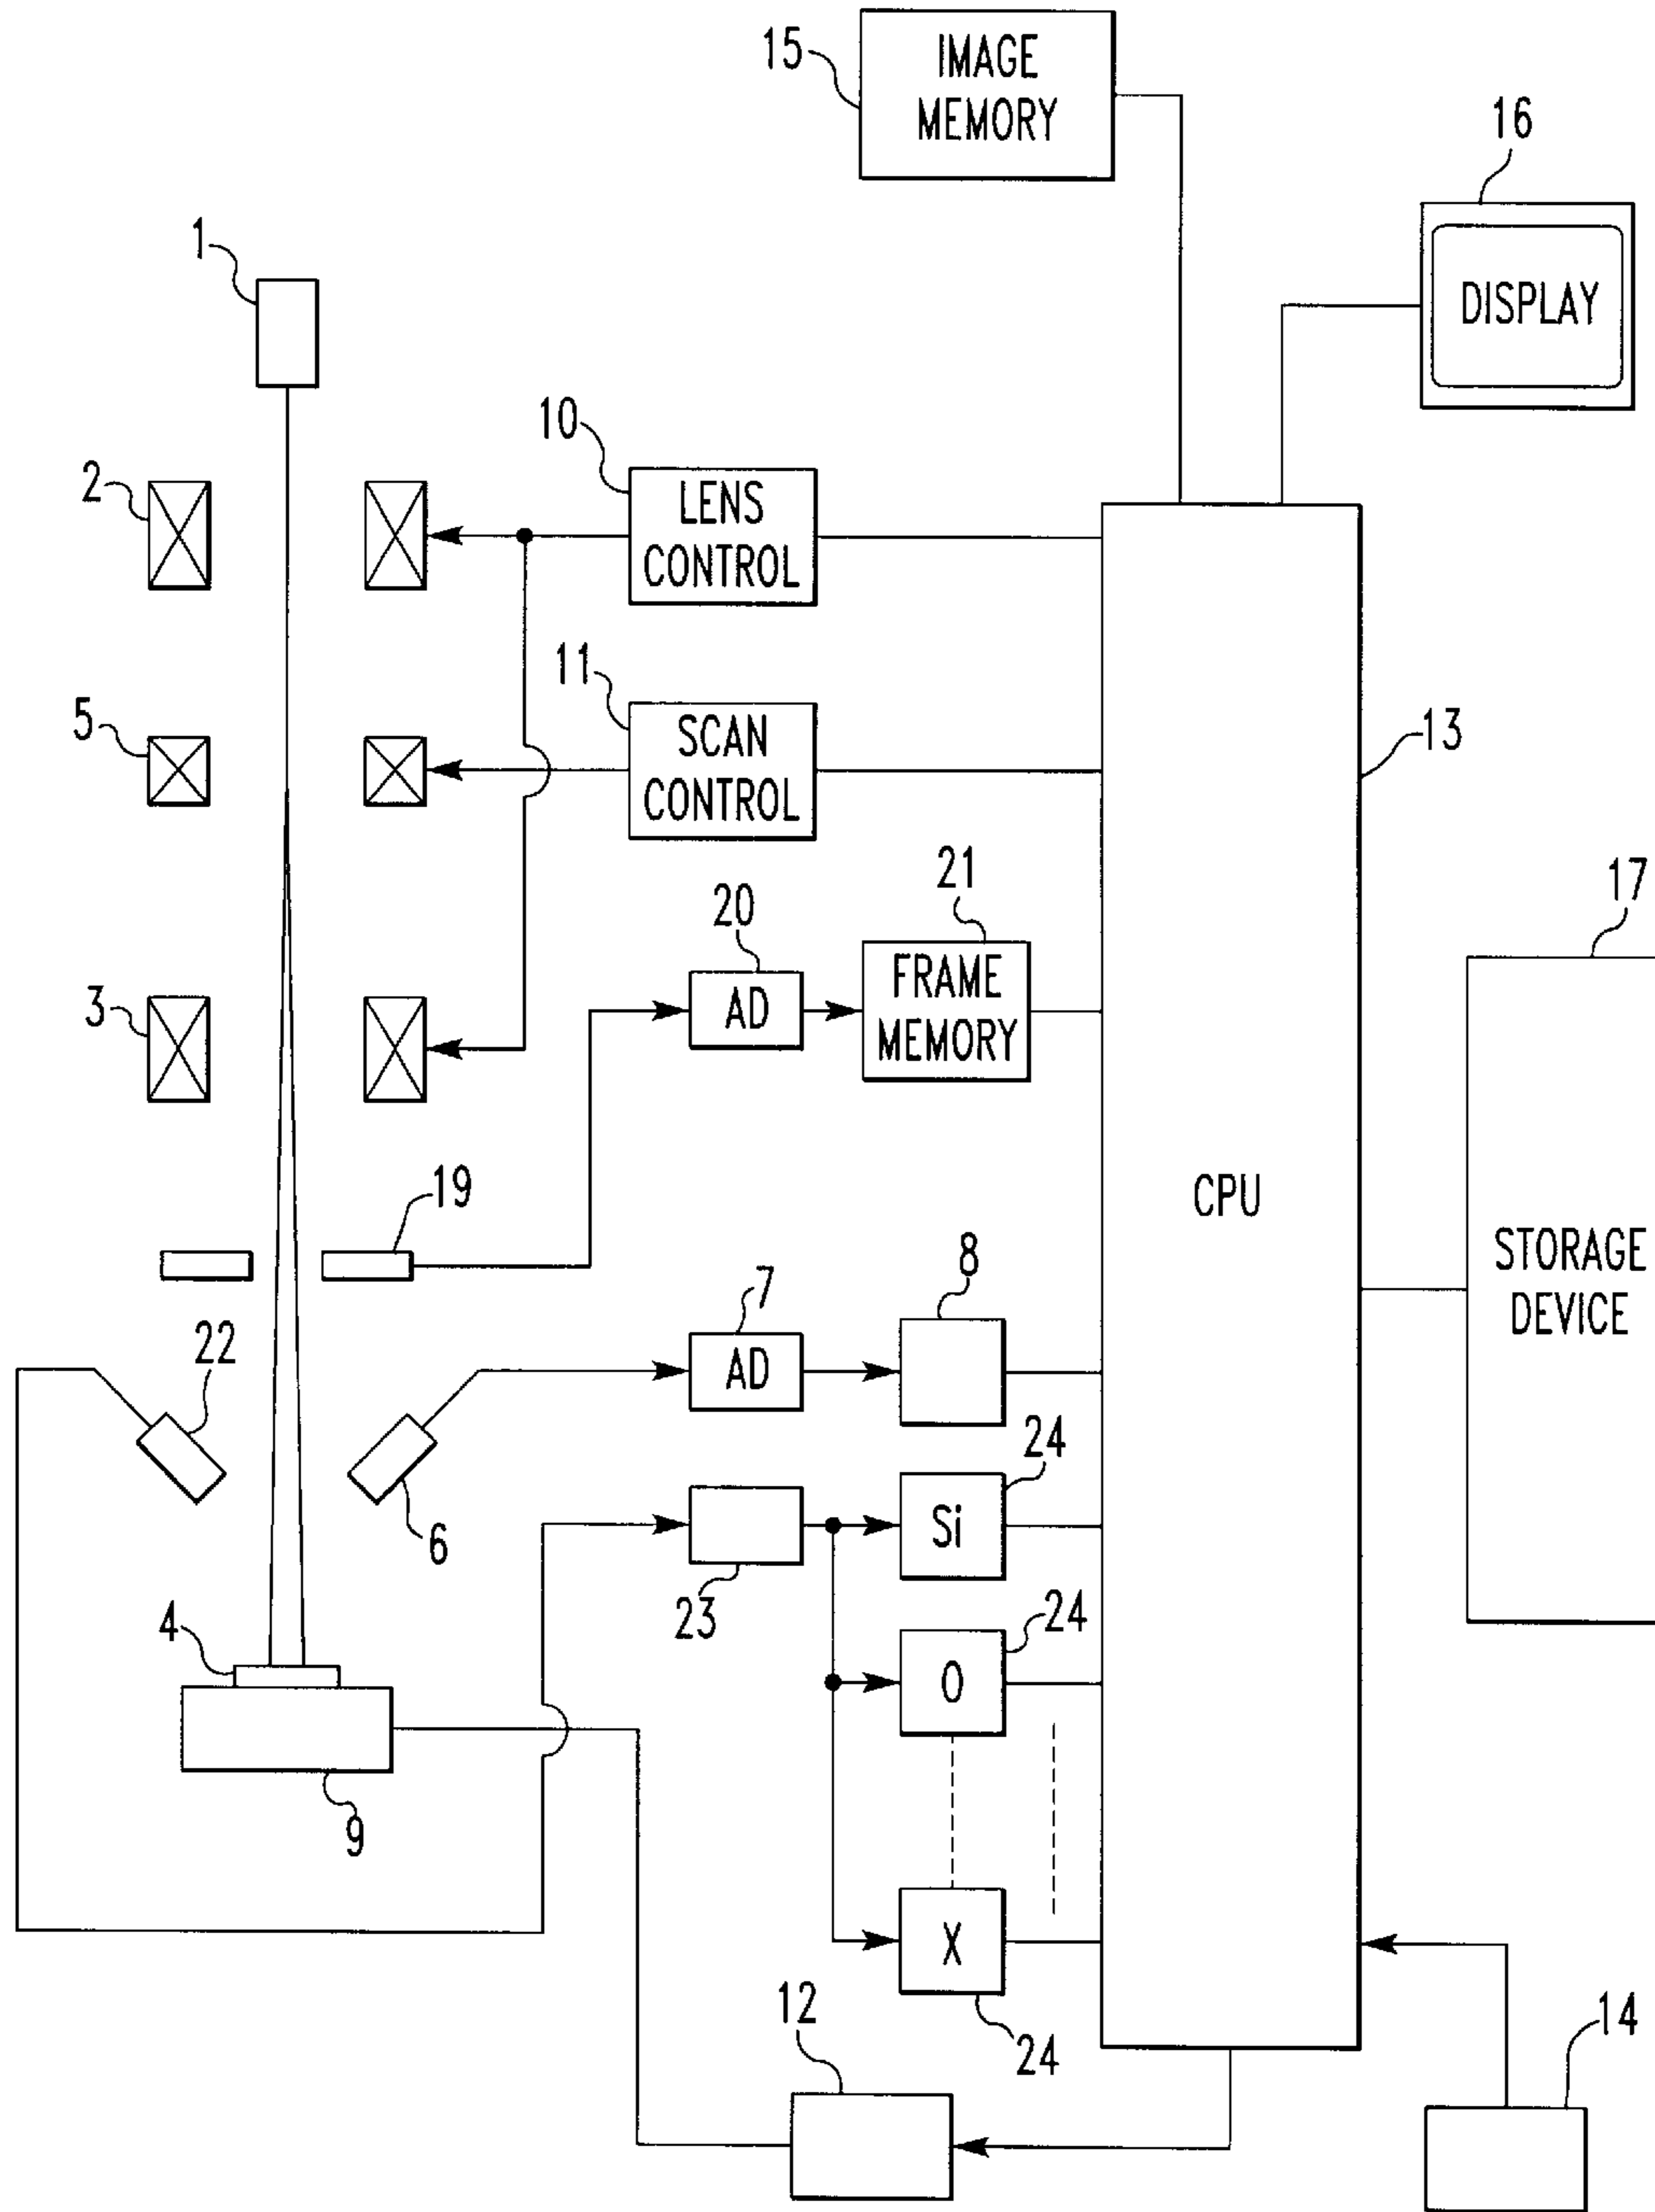 15
IMAGE
MEMORY
16
DISPLAY
1
10
LENS
CONTROL
2
11
SCAN
CONTROL
5
13
20
AD
21
FRAME
MEMORY
17
3
19
CPU
STORAGE
DEVICE
7
AD
8
22
6
24
Si
23
4
24
O
9
X
24
12
14